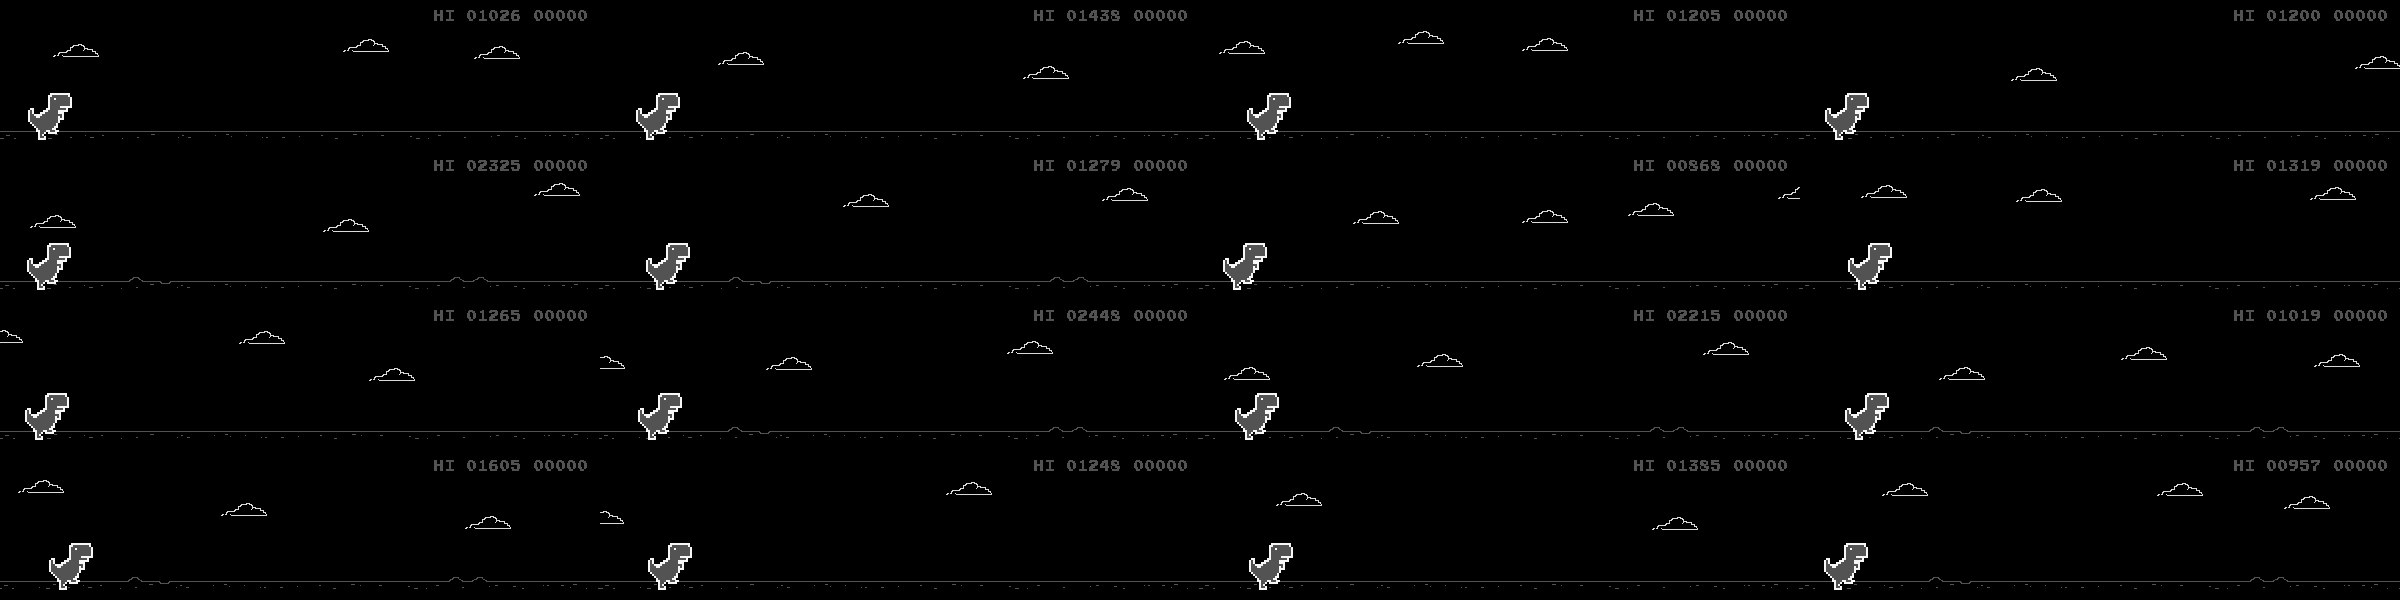 HI 01026 00000
HI 01438 00000
HI 01205 00000
HI 01200 00000
HI 02325 00000
HI 01279 00000
HI 00868 00000
HI 01319 00000
HI 01265 00000
HI 02448 00000
HI 02215 00000
HI 01019 00000
HI 01605 00000
HI 01248 00000
HI 01385 00000
HI 00957 00000